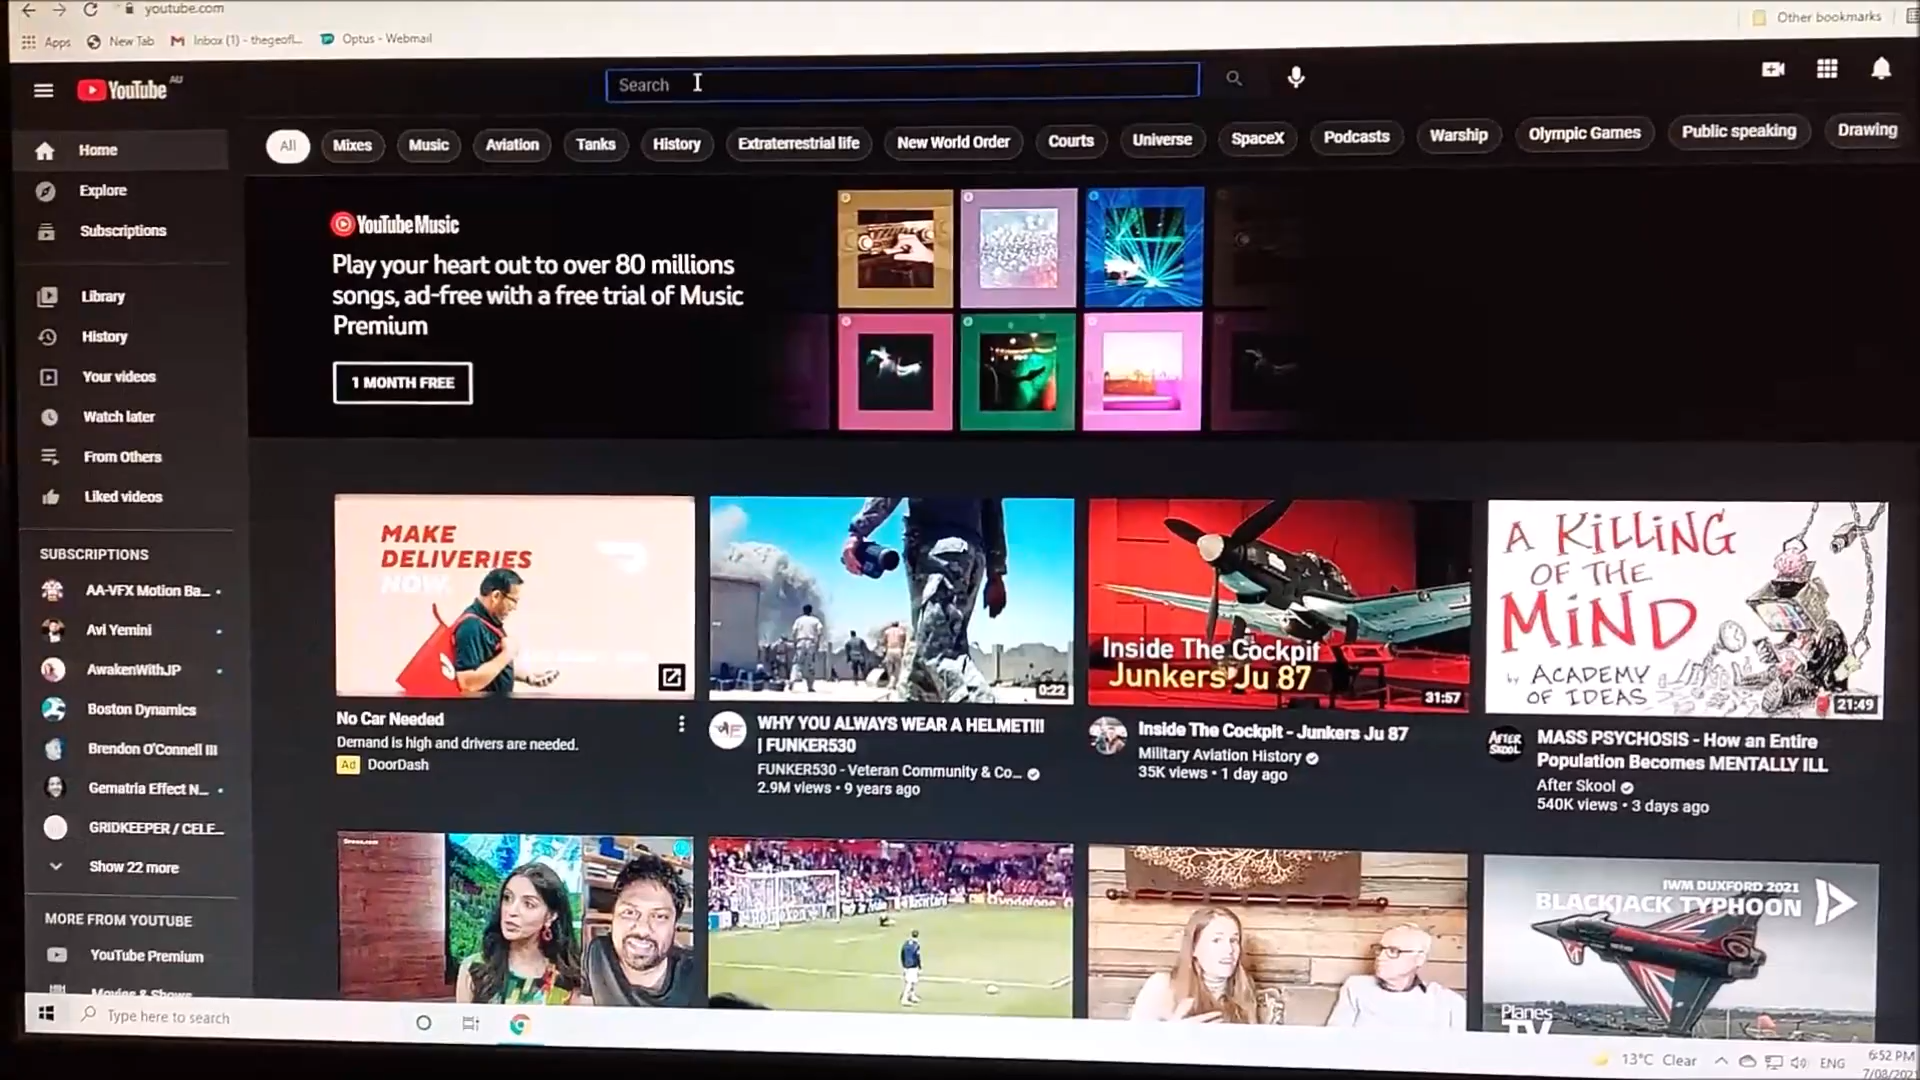 youtube.com
Other bookmarks
Apps
New Tab
Inbox (1) - thegeofl...
Optus - Webmail
YouTube AU
Search
All
Mixes
Music
Aviation
Tanks
History
Extraterrestrial life
New World Order
Courts
Universe
SpaceX
Podcasts
Warship
Olympic Games
Public speaking
Drawing
Home
Explore
Subscriptions
Library
History
Your videos
Watch later
From Others
Liked videos
SUBSCRIPTIONS
AA-VFX Motion Ba...
Avi Yemini
AwakenWithJP
Boston Dynamics
Brendon O'Connell III
Gematria Effect N...
GRIDKEEPER / CELE...
Show 22 more
MORE FROM YOUTUBE
YouTube Premium
Movies & Shows
YouTube Music
Play your heart out to over 80 millions
songs, ad-free with a free trial of Music
Premium
1 MONTH FREE
MAKE
DELIVERIES
NOW.
No Car Needed
Demand is high and drivers are needed.
Ad DoorDash
0:22
WHY YOU ALWAYS WEAR A HELMET!!!
| FUNKER530
FUNKER530 - Veteran Community & Co...
2.9M views • 9 years ago
Inside The Cockpit
Junkers Ju 87
31:57
Inside The Cockpit - Junkers Ju 87
Military Aviation History
35K views • 1 day ago
A KiLLiNG
OF THE
MiND
by ACADEMY
OF IDEAS
21:49
AFTER
SKOOL
MASS PSYCHOSIS - How an Entire
Population Becomes MENTALLY ILL
After Skool
540K views • 3 days ago
IWM DUXFORD 2021
BLACKJACK TYPHOON
Planes
TV
Type here to search
13°C Clear
ENG
6:52 PM
7/08/2021